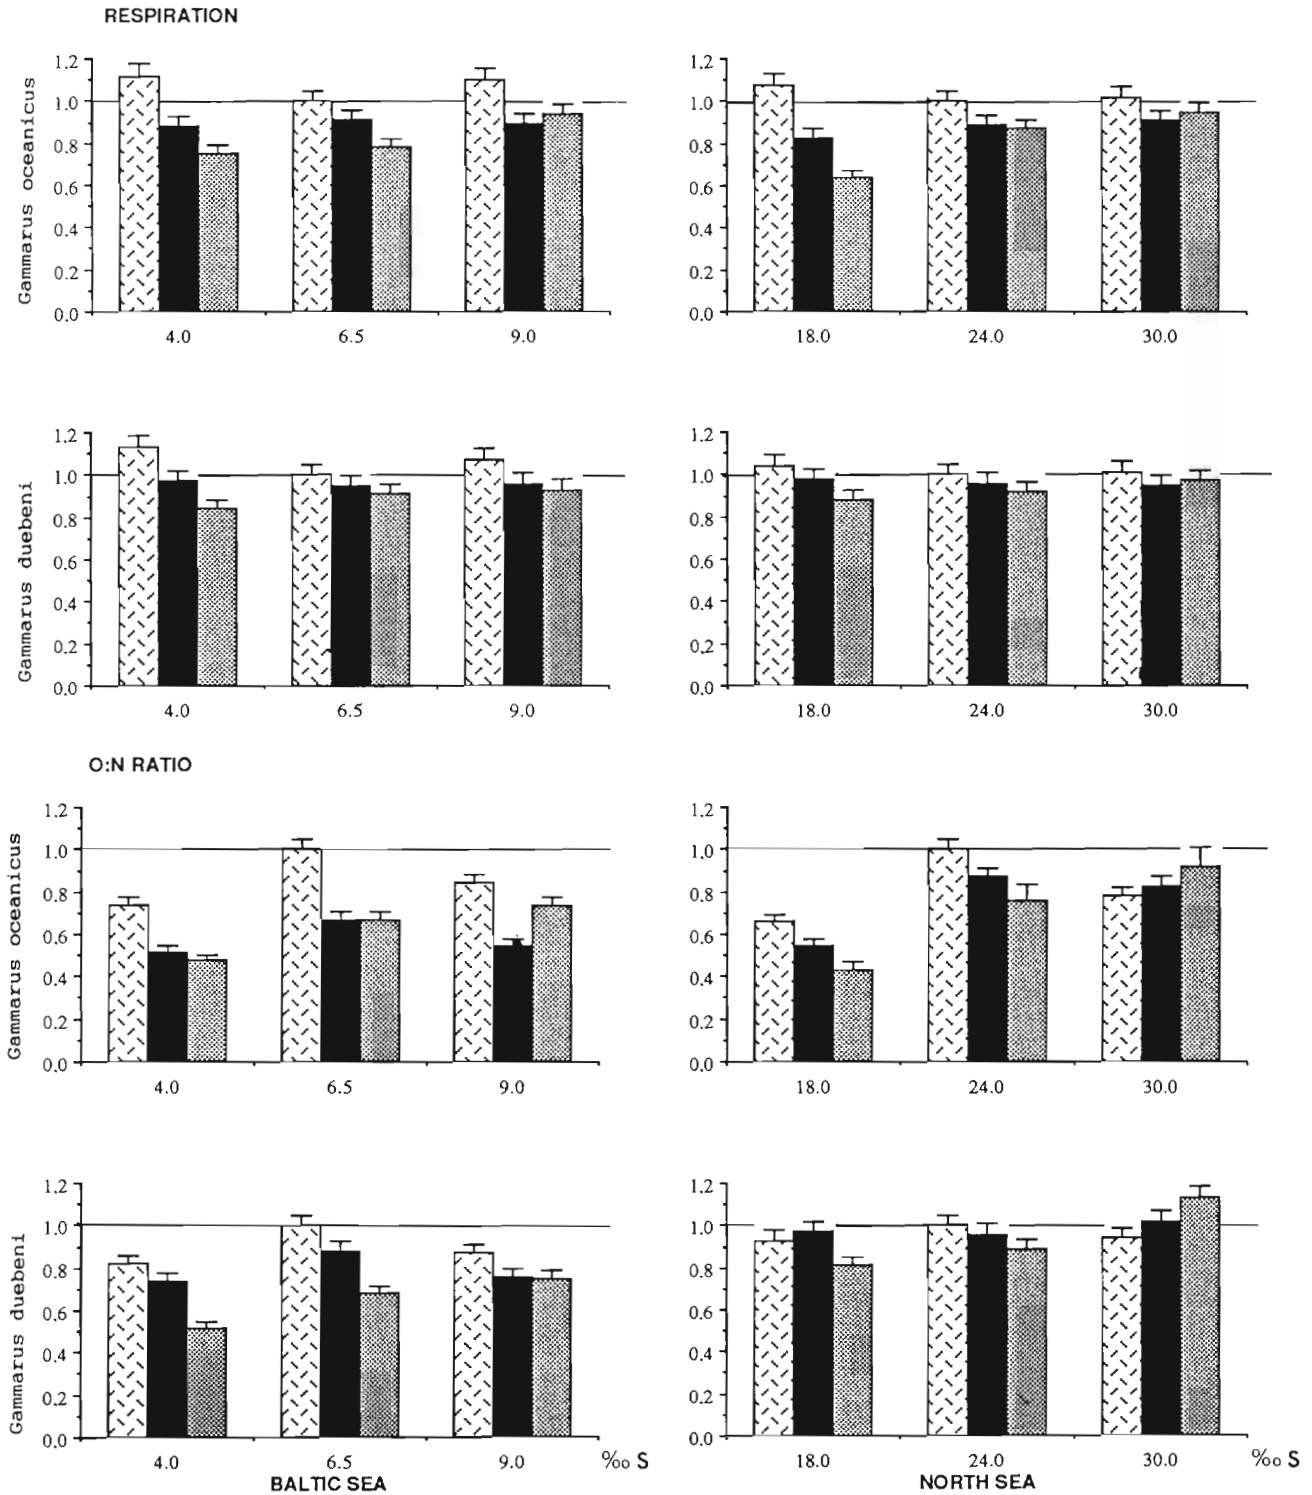 RESPIRATION
Gammarus oceanicus
1.2 1.2
1.0 1.0
0.8 0.8
0.6 0.6
0.4 0.4
0.2 0.2
0.0 0.0
4.0 6.5 9.0 18.0 24.0 30.0
Gammarus duebeni
1.2 1.2
1.0 1.0
0.8 0.8
0.6 0.6
0.4 0.4
0.2 0.2
0.0 0.0
4.0 6.5 9.0 18.0 24.0 30.0
O:N RATIO
Gammarus oceanicus
1.2 1.2
1.0 1.0
0.8 0.8
0.6 0.6
0.4 0.4
0.2 0.2
0.0 0.0
4.0 6.5 9.0 18.0 24.0 30.0
Gammarus duebeni
1.2 1.2
1.0 1.0
0.8 0.8
0.6 0.6
0.4 0.4
0.2 0.2
0.0 0.0
4.0 6.5 9.0 ‰ S 18.0 24.0 30.0 ‰ S
BALTIC SEA NORTH SEA